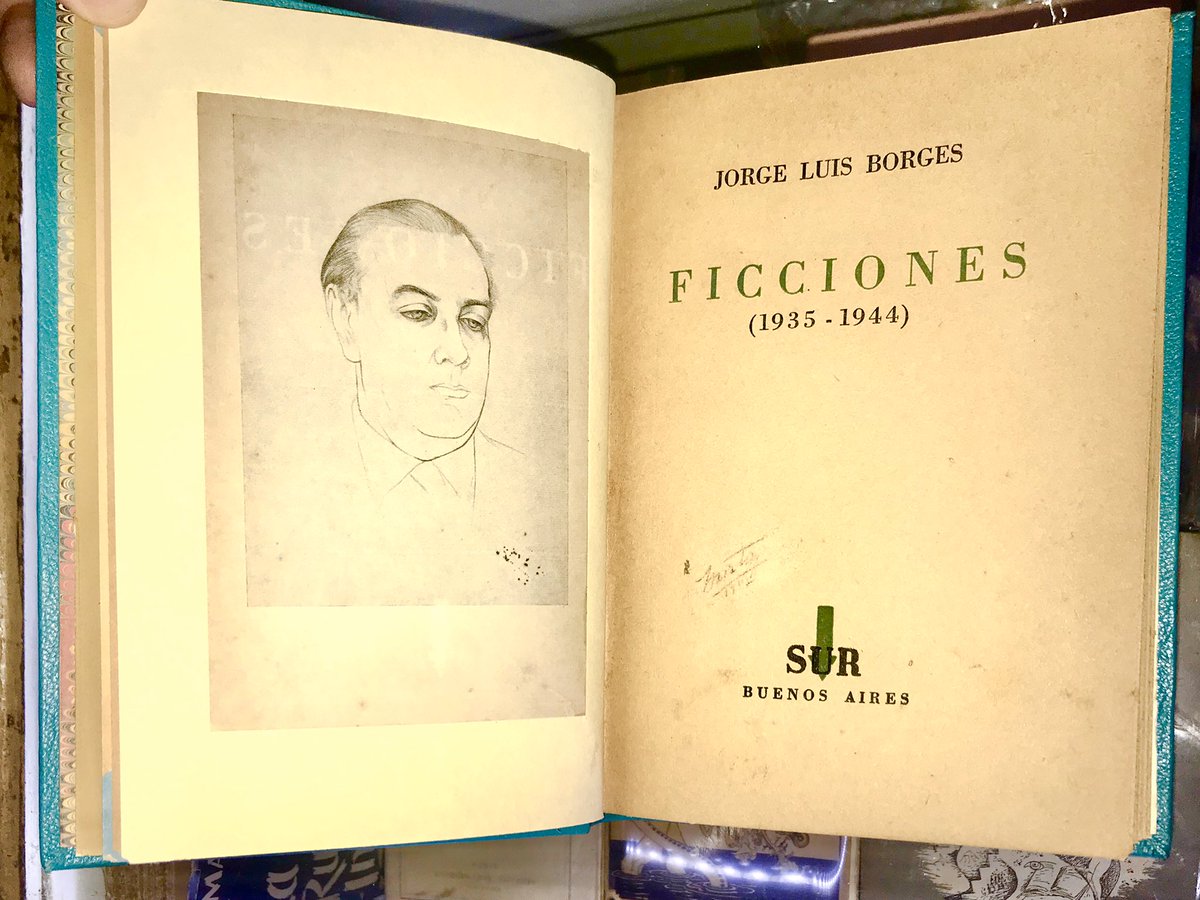 JORGE LUIS BORGES
FICCIONES
(1935 - 1944)
SUR
BUENOS AIRES